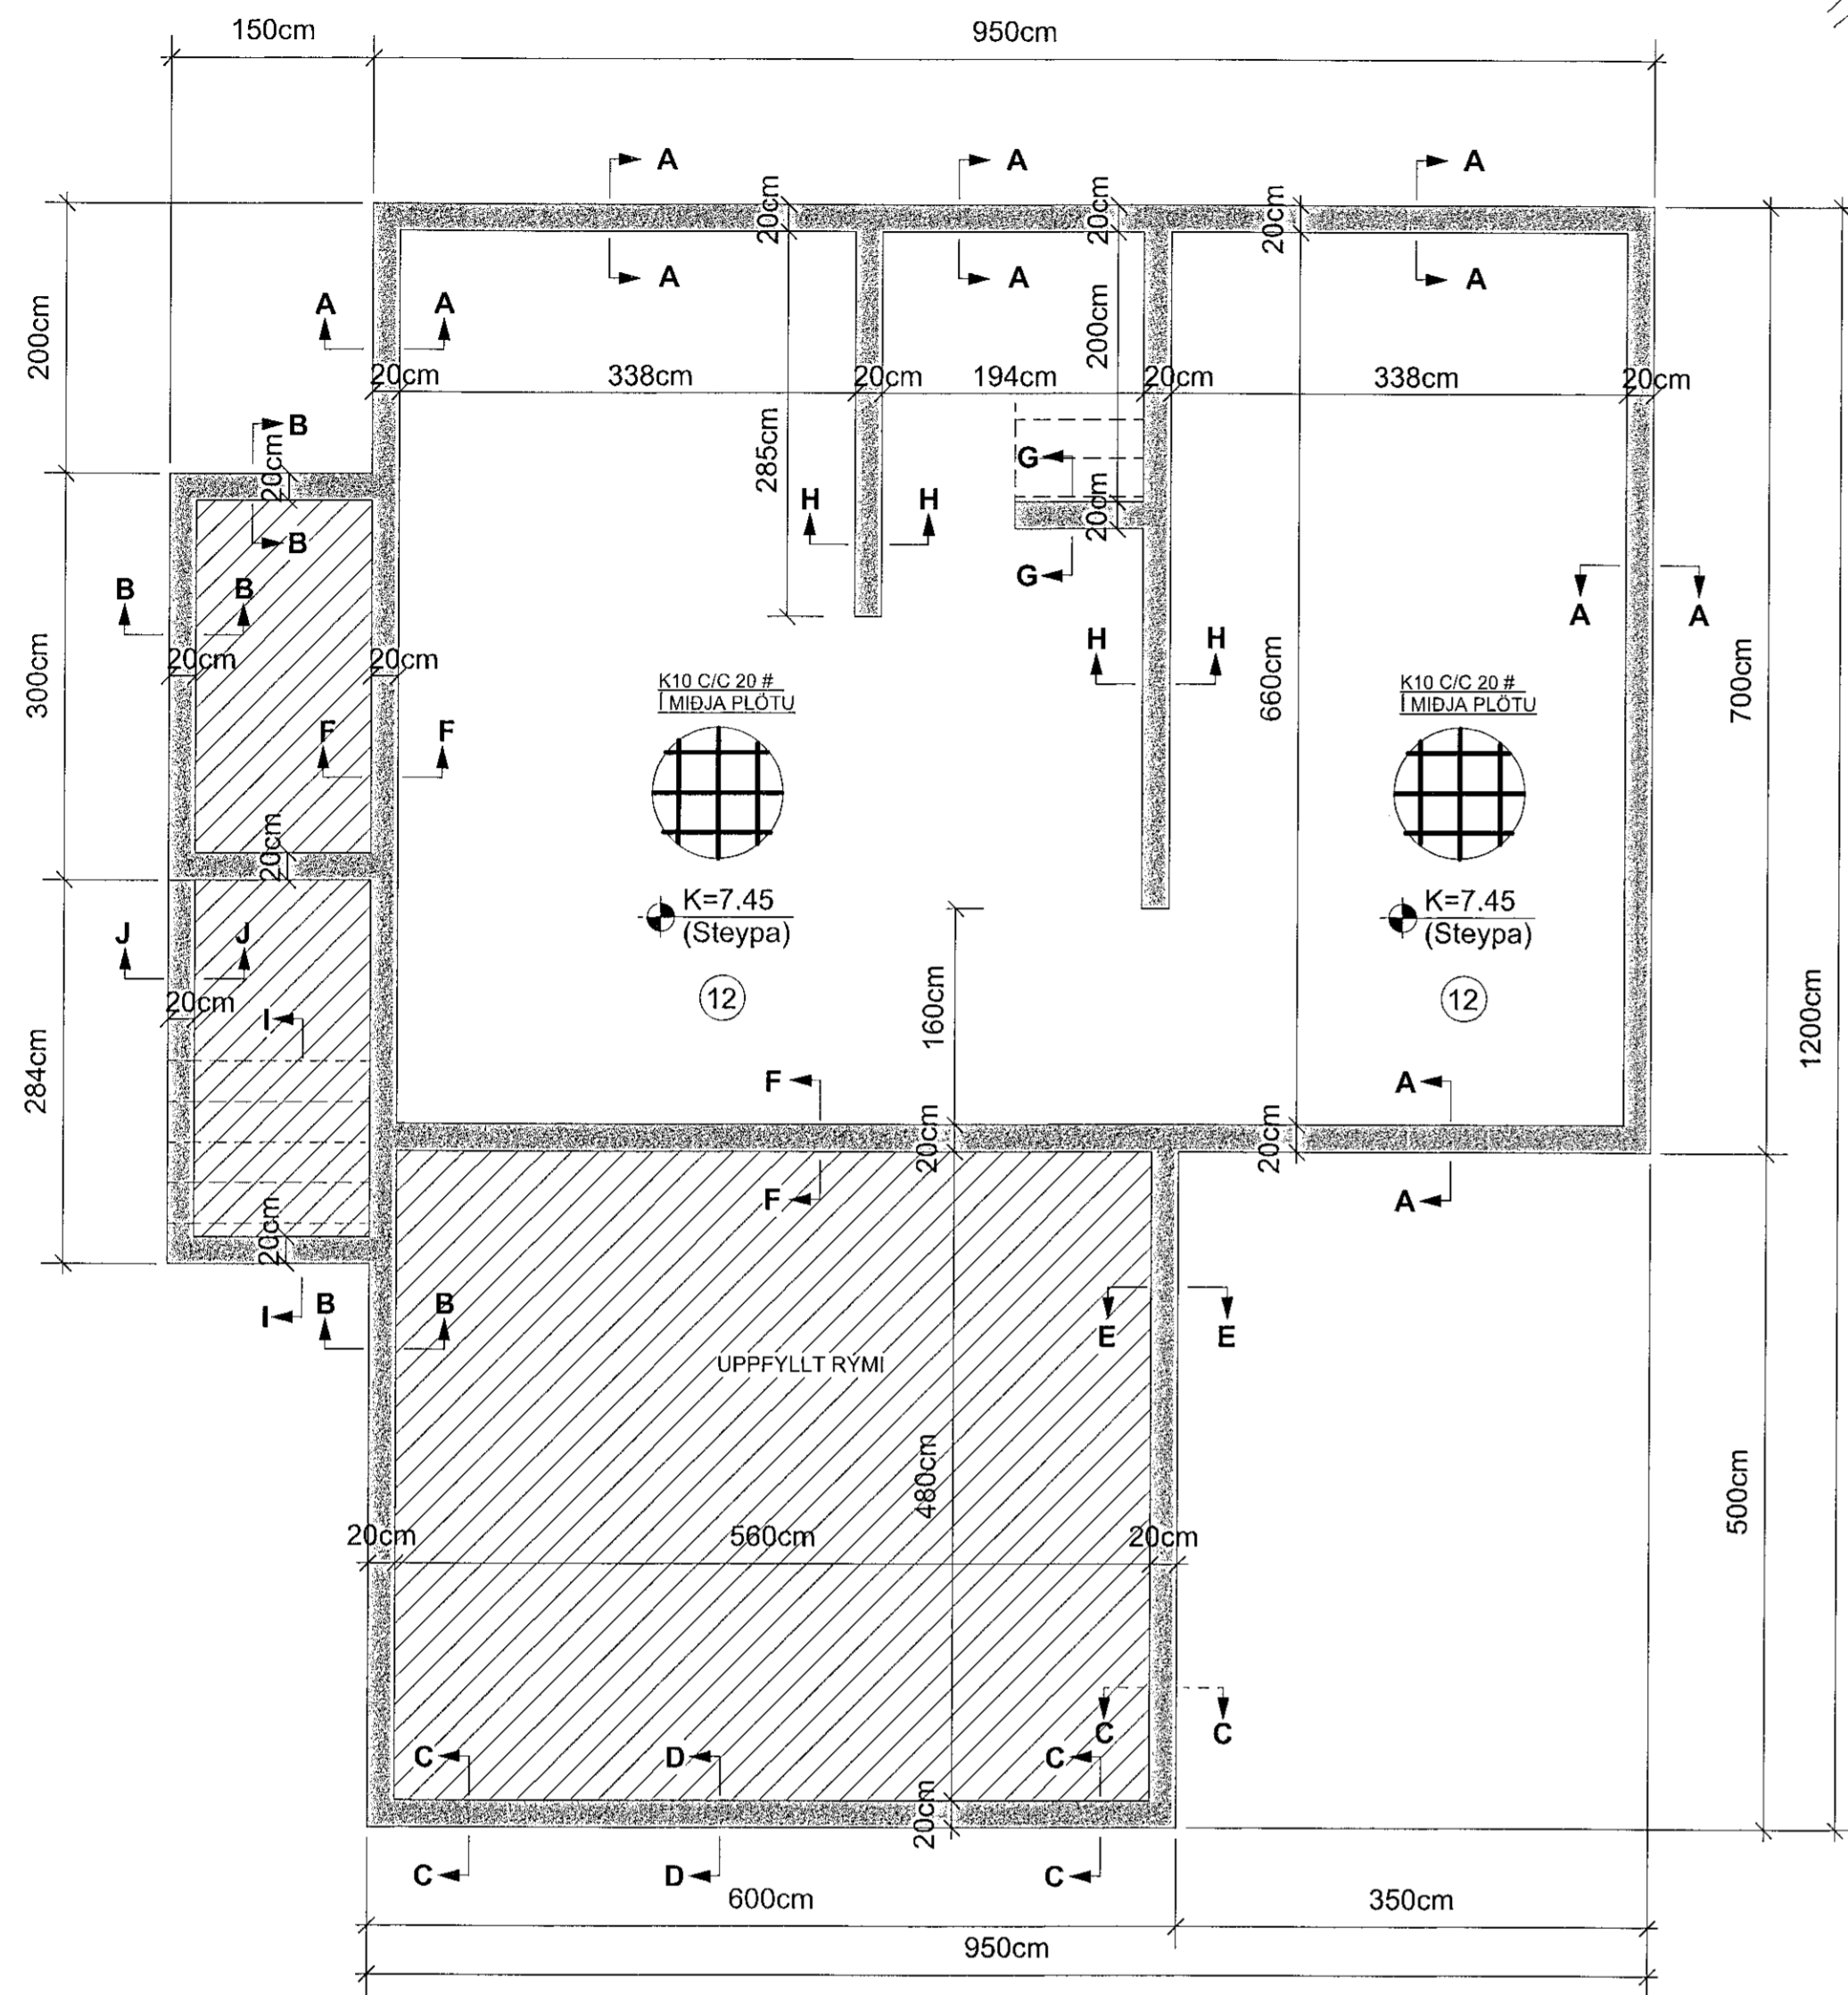 150cm
950cm
A
A
A
20cm
20cm
20cm
A
A
A
A
A
200cm
200cm
20cm
338cm
20cm
194cm
20cm
338cm
20cm
B
20cm
285cm
G
H
H
20cm
B
G
B
B
A
A
20cm
20cm
H
H
300cm
660cm
700cm
K10 C/C 20 #
Í MIÐJA PLÖTU
K10 C/C 20 #
Í MIÐJA PLÖTU
F
F
20cm
K=7.45
(Steypa)
K=7.45
(Steypa)
J
J
12
12
20cm
I
160cm
284cm
1200cm
F
A
20cm
20cm
F
A
20cm
I
B
B
E
E
UPPFYLLT RÝMI
480cm
500cm
20cm
560cm
20cm
C
C
C
D
C
20cm
C
D
C
600cm
350cm
950cm